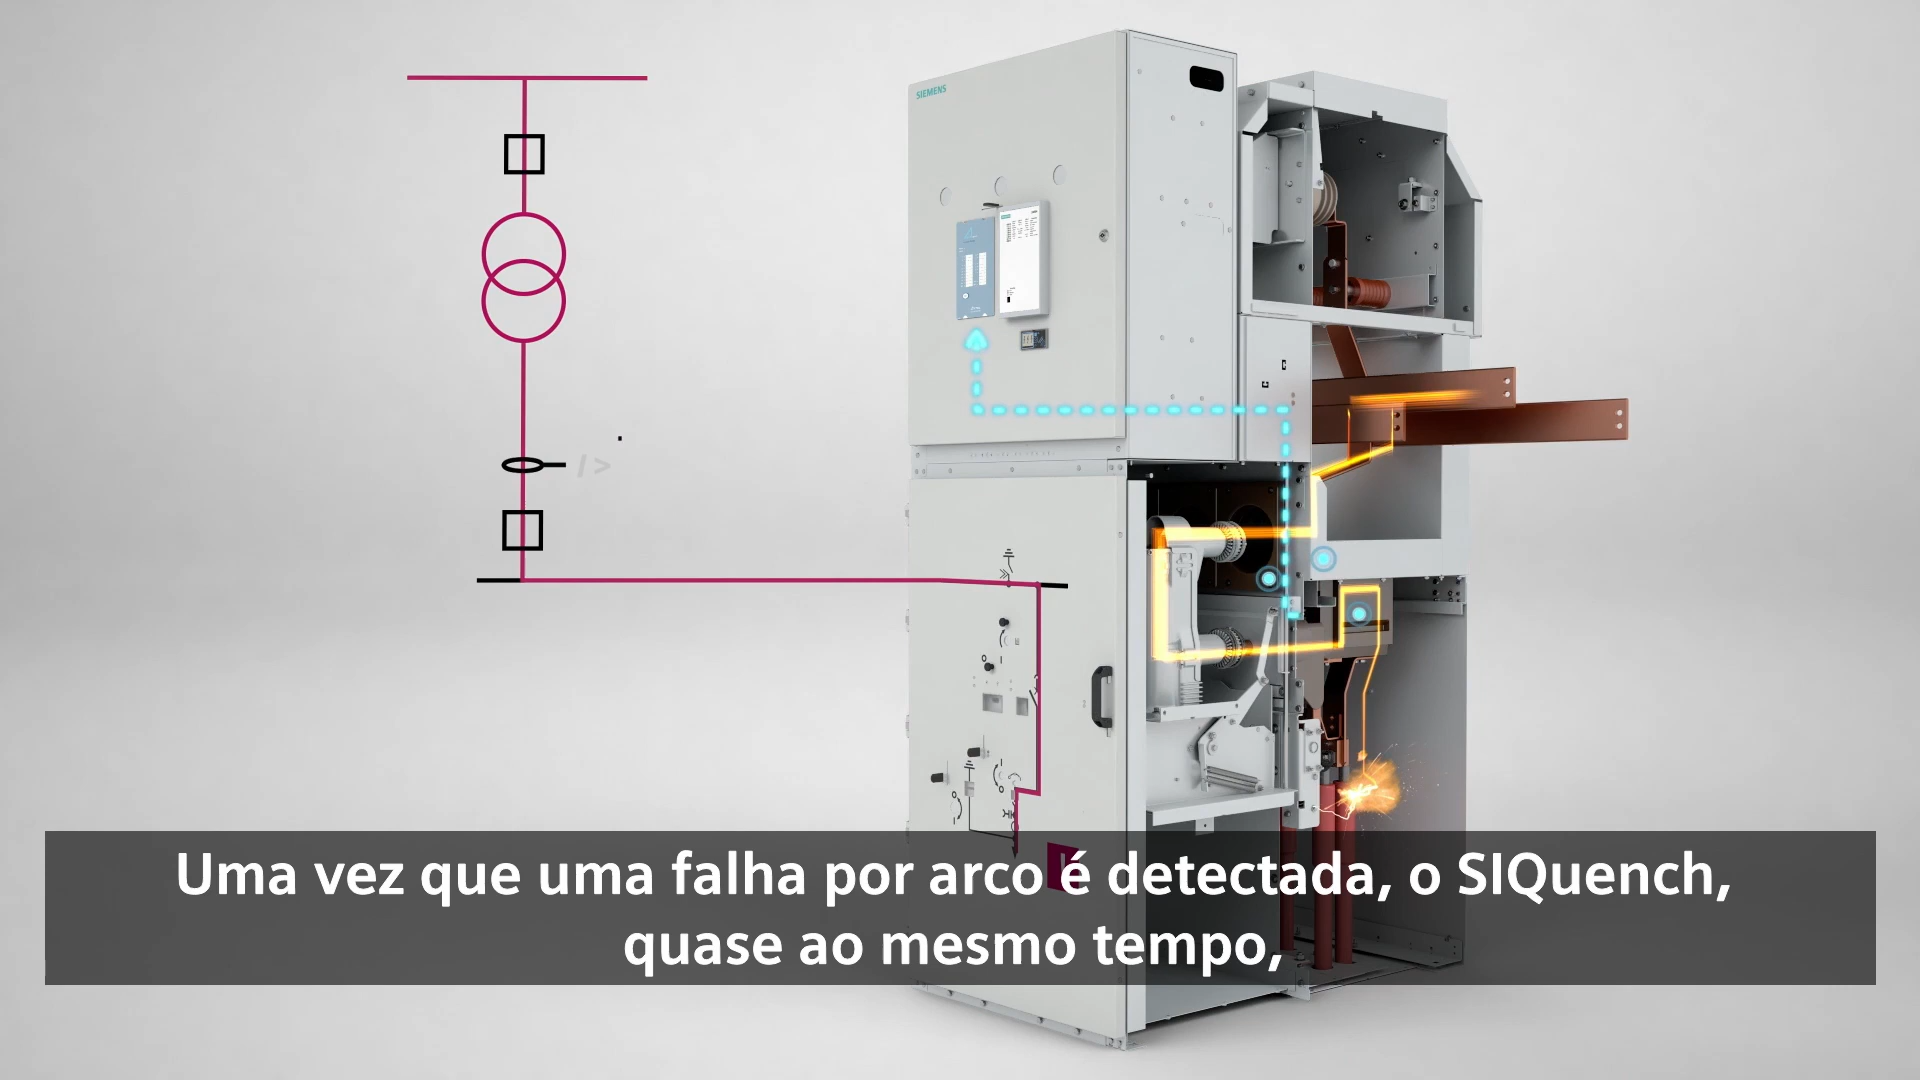 SIEMENS
/>
Uma vez que uma falha por arco é detectada, o SIQuench,
quase ao mesmo tempo,